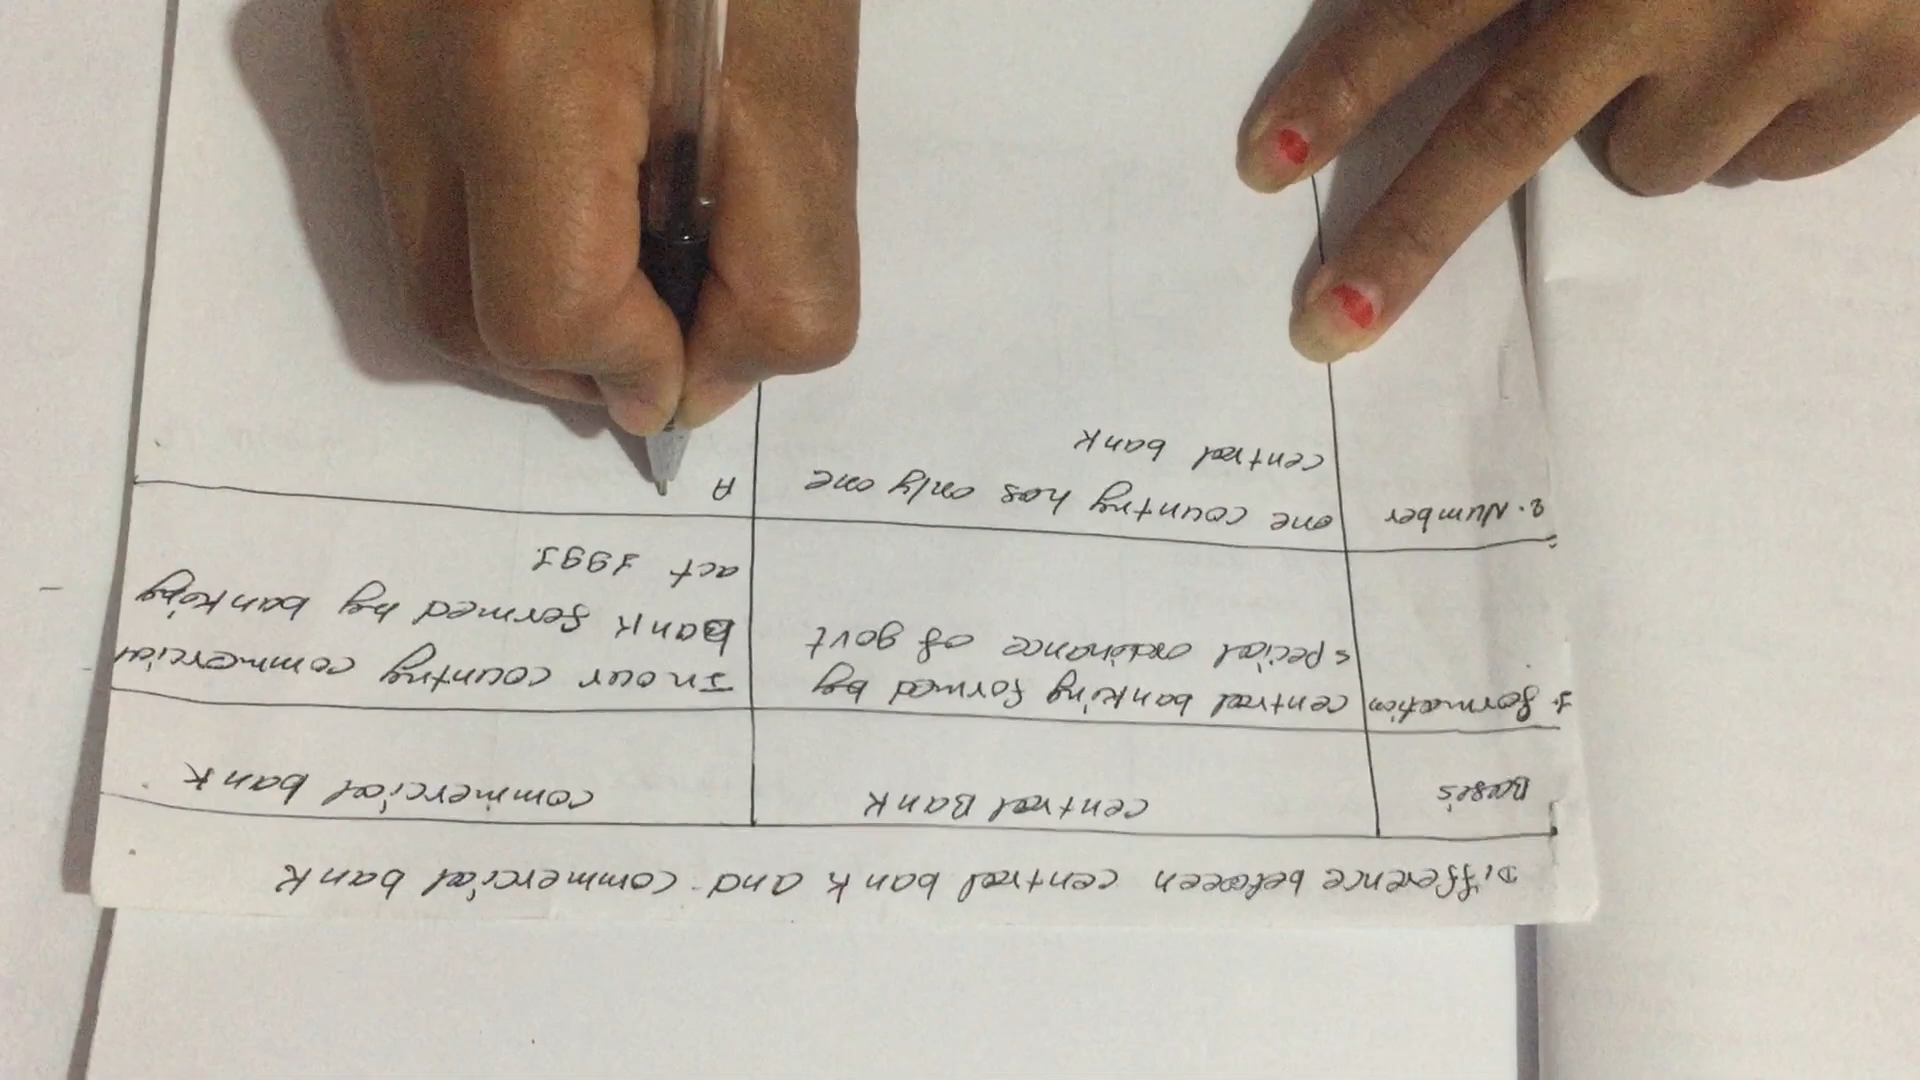 Difference between central bank and commercial bank
Basis
central Bank
commercial bank
1. formation
central banking formed by
special ordinance of govt
In our country commercial
bank formed by banking
act 1991
2. Number
one country has only one
central bank
A